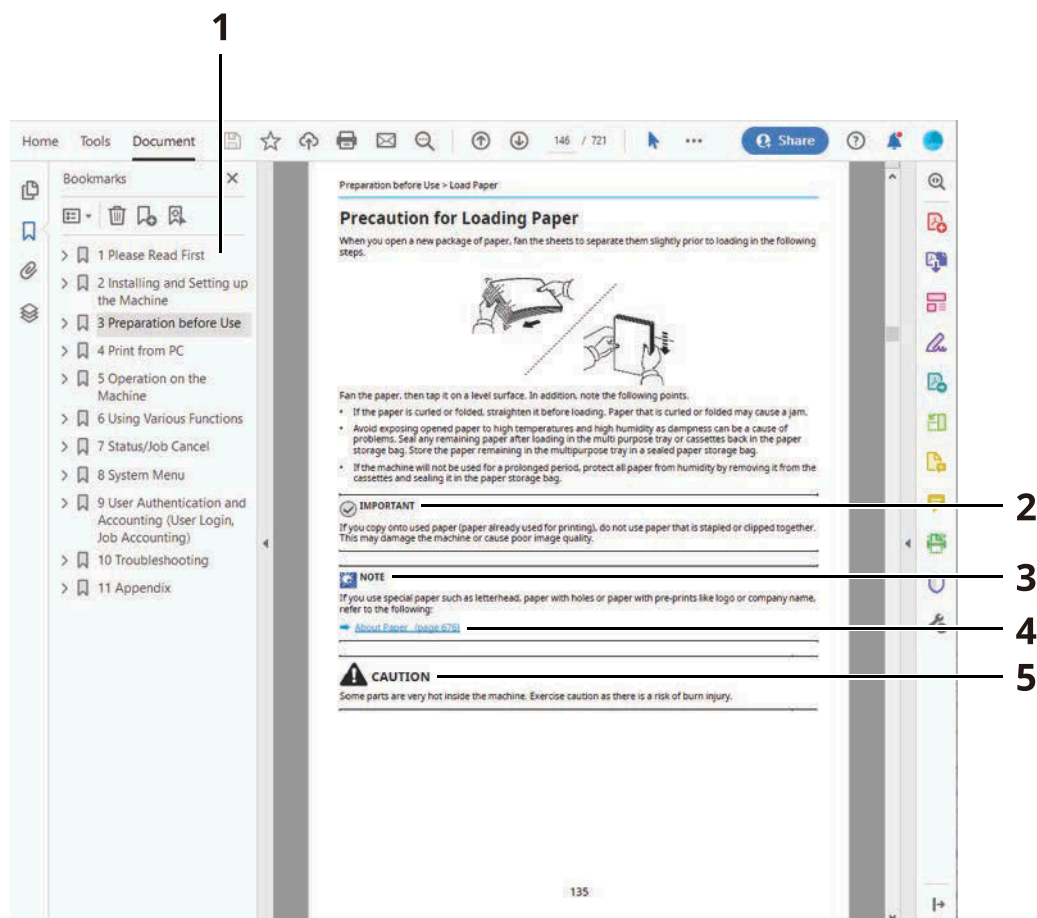 1
Home Tools Document 146 / 721 Share
Bookmarks
1 Please Read First
2 Installing and Setting up
the Machine
3 Preparation before Use
4 Print from PC
5 Operation on the
Machine
6 Using Various Functions
7 Status/Job Cancel
8 System Menu
9 User Authentication and
Accounting (User Login,
Job Accounting)
10 Troubleshooting
11 Appendix
Preparation before Use > Load Paper
Precaution for Loading Paper
When you open a new package of paper, fan the sheets to separate them slightly prior to loading in the following
steps.
Fan the paper, then tap it on a level surface. In addition, note the following points.
• If the paper is curled or folded, straighten it before loading. Paper that is curled or folded may cause a jam.
• Avoid exposing opened paper to high temperatures and high humidity as dampness can be a cause of
problems. Seal any remaining paper after loading in the multi purpose tray or cassettes back in the paper
storage bag. Store the paper remaining in the multipurpose tray in a sealed paper storage bag.
• If the machine will not be used for a prolonged period, protect all paper from humidity by removing it from the
cassettes and sealing it in the paper storage bag.
IMPORTANT
2
If you copy onto used paper (paper already used for printing), do not use paper that is stapled or clipped together.
This may damage the machine or cause poor image quality.
NOTE
3
If you use special paper such as letterhead, paper with holes or paper with pre-prints like logo or company name,
refer to the following:
About Paper (page 676)
4
CAUTION
5
Some parts are very hot inside the machine. Exercise caution as there is a risk of burn injury.
135